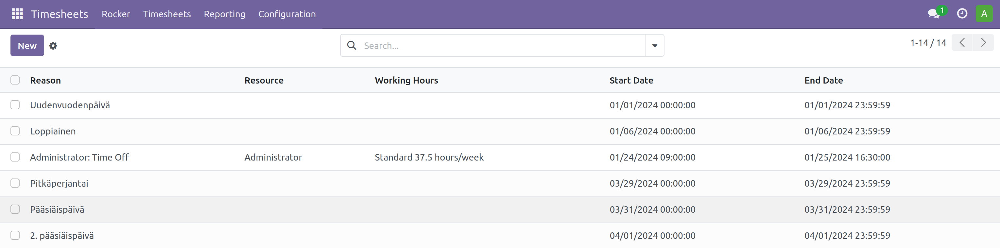 Timesheets Rocker Timesheets Reporting Configuration 1 A
New Search... 1-14 / 14
Reason Resource Working Hours Start Date End Date
Uudenvuodenpäivä 01/01/2024 00:00:00 01/01/2024 23:59:59
Loppiainen 01/06/2024 00:00:00 01/06/2024 23:59:59
Administrator: Time Off Administrator Standard 37.5 hours/week 01/24/2024 09:00:00 01/25/2024 16:30:00
Pitkäperjantai 03/29/2024 00:00:00 03/29/2024 23:59:59
Pääsiäispäivä 03/31/2024 00:00:00 03/31/2024 23:59:59
2. pääsiäispäivä 04/01/2024 00:00:00 04/01/2024 23:59:59